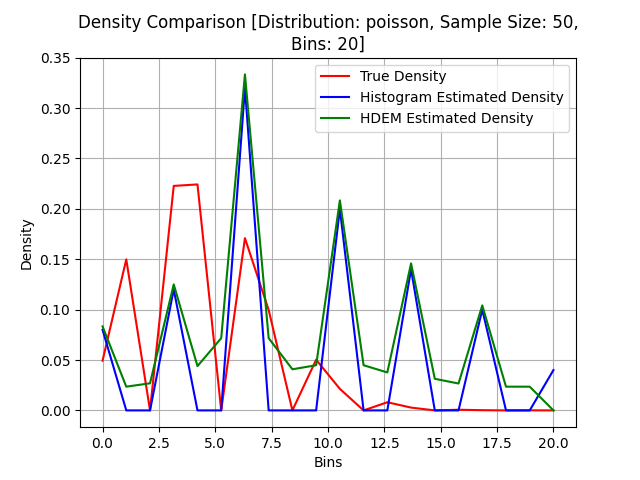 Density Comparison [Distribution: poisson, Sample Size: 50,
Bins: 20]
True Density
Histogram Estimated Density
HDEM Estimated Density
Density
0.35
0.30
0.25
0.20
0.15
0.10
0.05
0.00
0.0 2.5 5.0 7.5 10.0 12.5 15.0 17.5 20.0
Bins